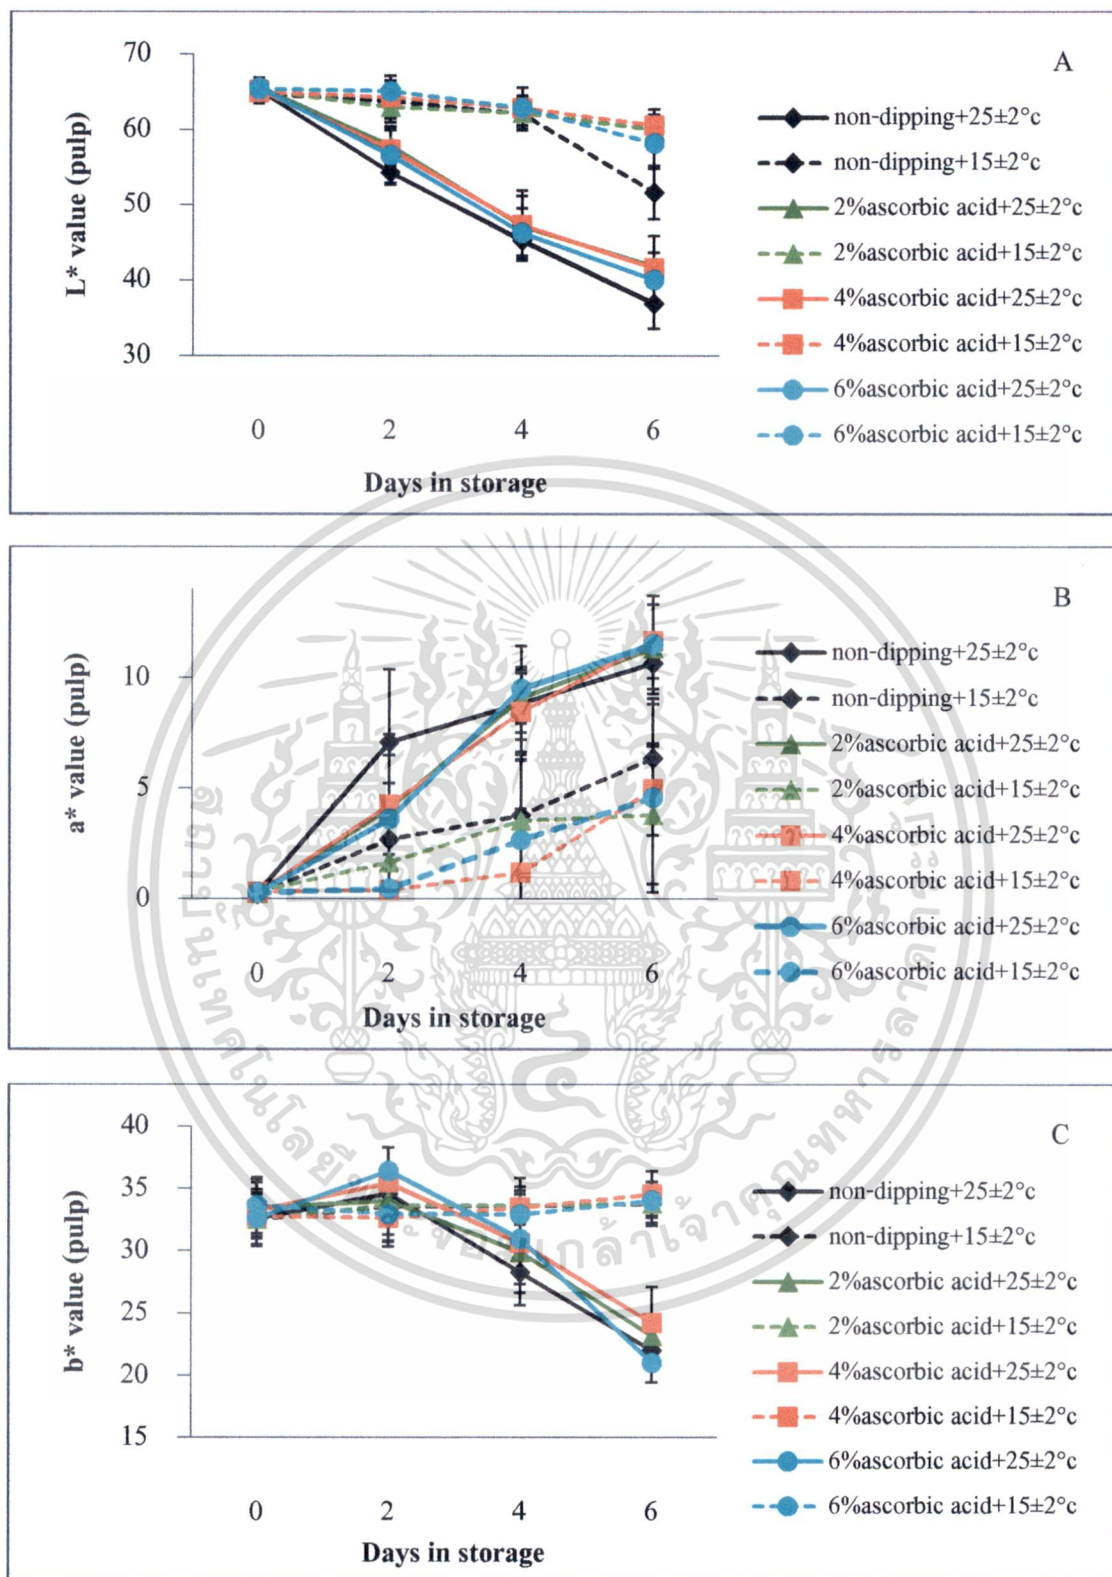 A
70
60
50
40
30
L* value (pulp)
0 2 4 6
Days in storage
non-dipping+25±2°c
non-dipping+15±2°c
2%ascorbic acid+25±2°c
2%ascorbic acid+15±2°c
4%ascorbic acid+25±2°c
4%ascorbic acid+15±2°c
6%ascorbic acid+25±2°c
6%ascorbic acid+15±2°c
B
10
5
0
a* value (pulp)
0 2 4 6
Days in storage
non-dipping+25±2°c
non-dipping+15±2°c
2%ascorbic acid+25±2°c
2%ascorbic acid+15±2°c
4%ascorbic acid+25±2°c
4%ascorbic acid+15±2°c
6%ascorbic acid+25±2°c
6%ascorbic acid+15±2°c
C
40
35
30
25
20
15
b* value (pulp)
0 2 4 6
Days in storage
non-dipping+25±2°c
non-dipping+15±2°c
2%ascorbic acid+25±2°c
2%ascorbic acid+15±2°c
4%ascorbic acid+25±2°c
4%ascorbic acid+15±2°c
6%ascorbic acid+25±2°c
6%ascorbic acid+15±2°c